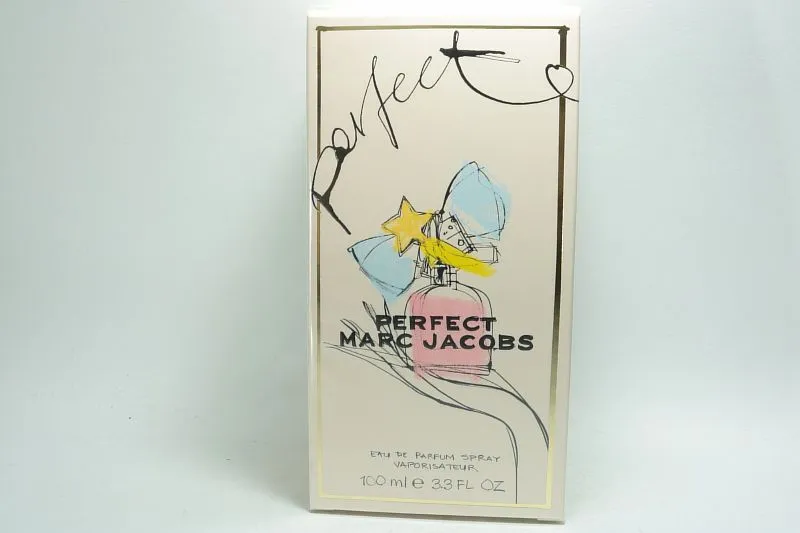 Perfect
PERFECT
MARC JACOBS
EAU DE PARFUM SPRAY
VAPORISATEUR
100 ml e 3.3 FL OZ